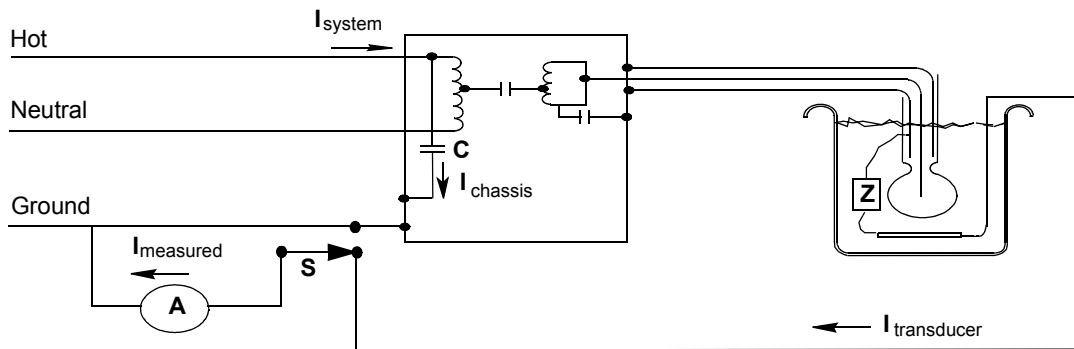 I system
Hot
Neutral
C
I chassis
Z
Ground
I measured
S
A
I transducer